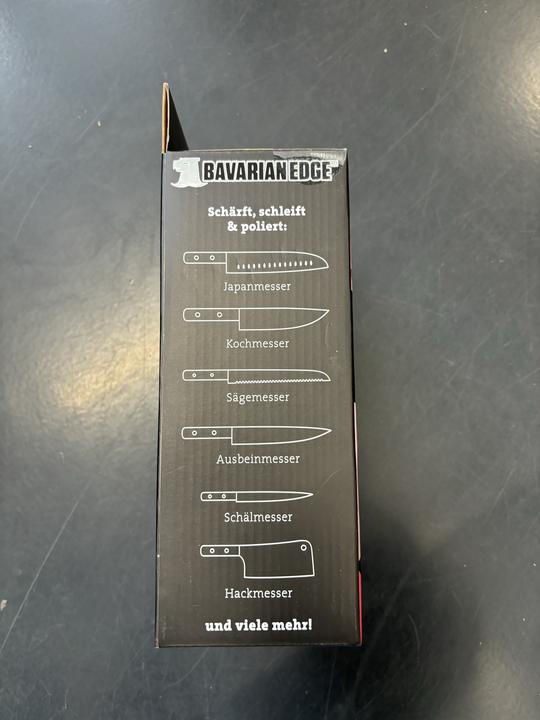 BAVARIAN EDGE
Schärft, schleift
& poliert:
Japanmesser
Kochmesser
Sägemesser
Ausbeinmesser
Schälmesser
Hackmesser
und viele mehr!